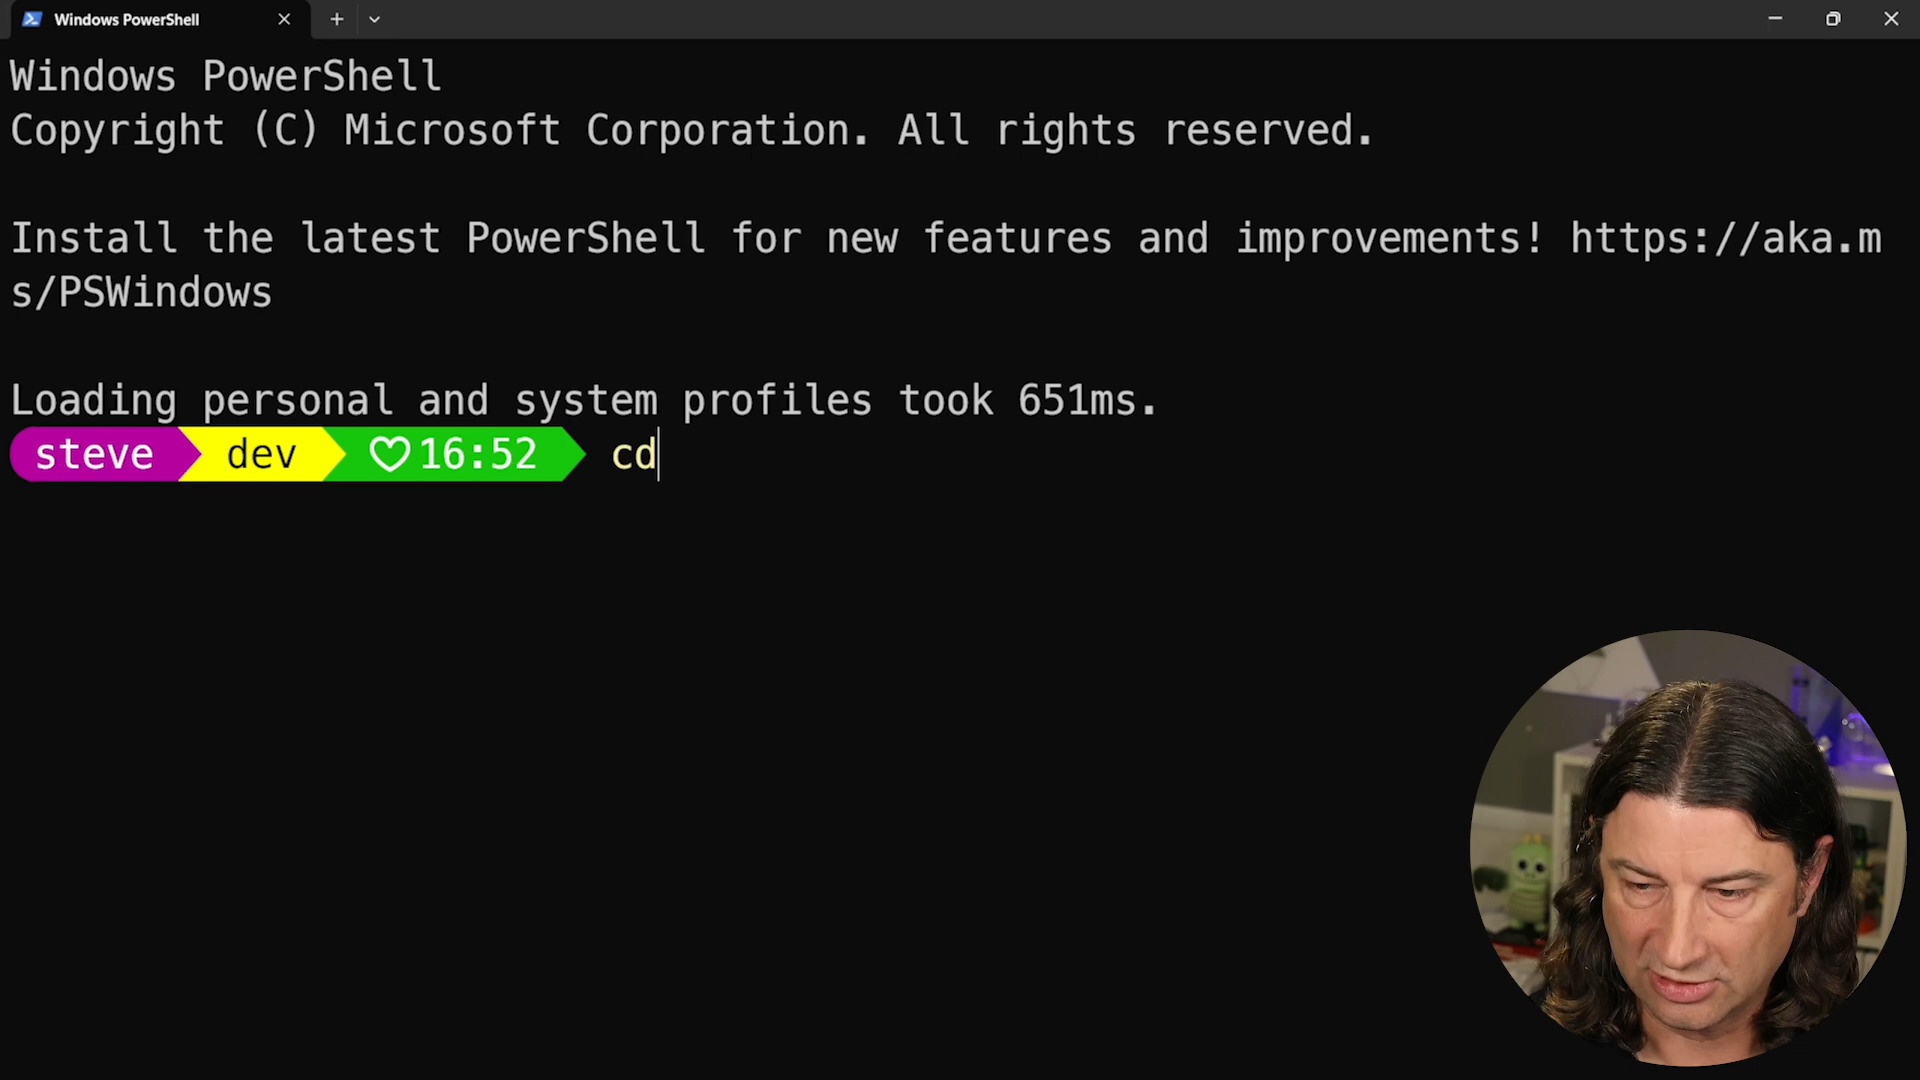 Windows PowerShell
Windows PowerShell
Copyright (C) Microsoft Corporation. All rights reserved.
Install the latest PowerShell for new features and improvements! https://aka.m
s/PSWindows
Loading personal and system profiles took 651ms.
steve dev ♡16:52 cd